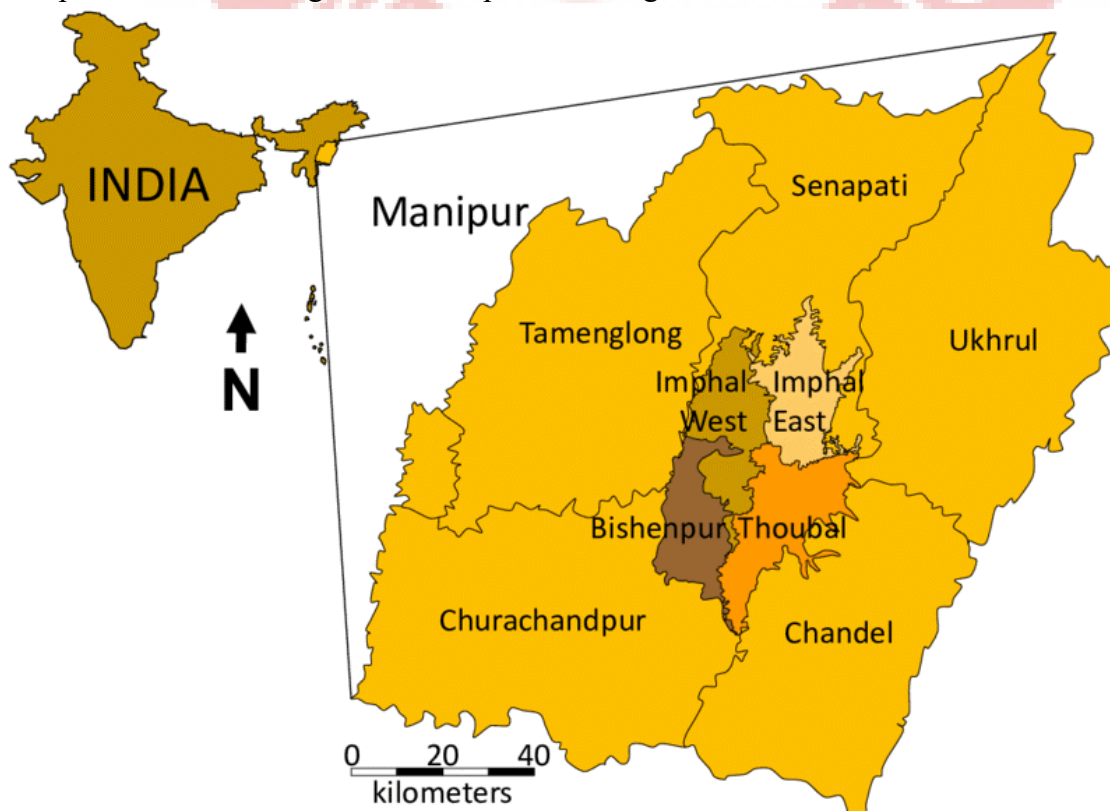 INDIA
Manipur
N
Senapati
Tamenglong
Ukhrul
Imphal West
Imphal East
Bishenpur
Thoubal
Churachandpur
Chandel
0 20 40
kilometers